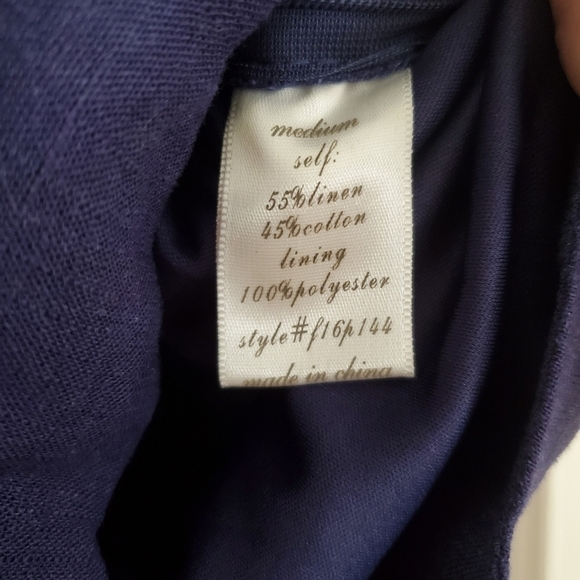 medium
self:
55%linen
45%cotton
lining
100%polyester
style#f16p144
made in china